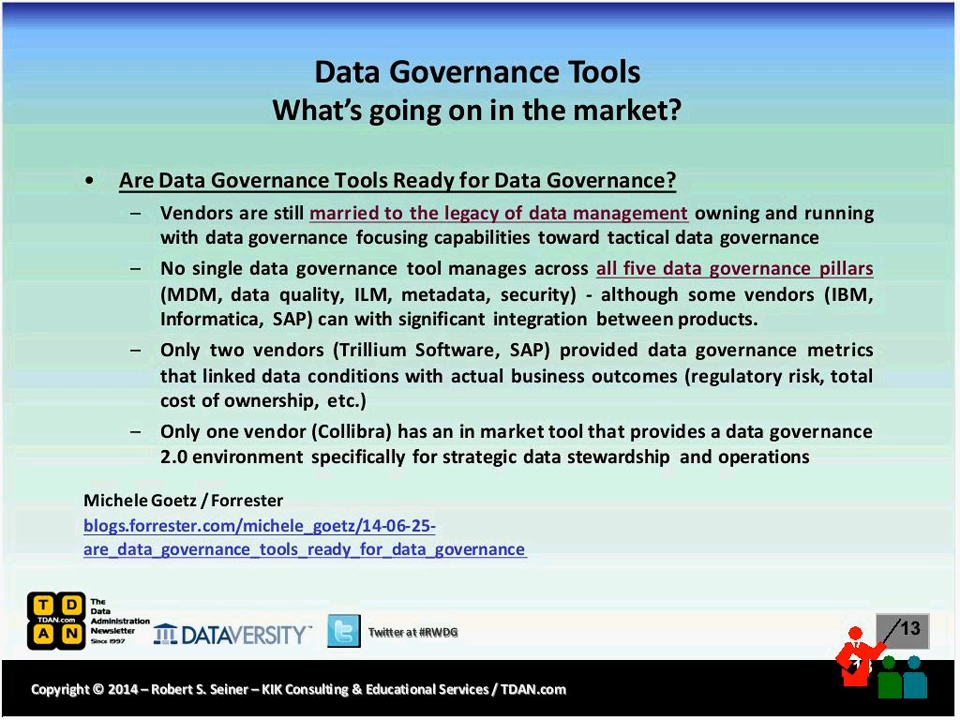 Data Governance Tools
What's going on in the market?
• Are Data Governance Tools Ready for Data Governance?
– Vendors are still married to the legacy of data management owning and running
with data governance focusing capabilities toward tactical data governance
– No single data governance tool manages across all five data governance pillars
(MDM, data quality, ILM, metadata, security) - although some vendors (IBM,
Informatica, SAP) can with significant integration between products.
– Only two vendors (Trillium Software, SAP) provided data governance metrics
that linked data conditions with actual business outcomes (regulatory risk, total
cost of ownership, etc.)
– Only one vendor (Collibra) has an in market tool that provides a data governance
2.0 environment specifically for strategic data stewardship and operations
Michele Goetz / Forrester
blogs.forrester.com/michele_goetz/14-06-25-
are_data_governance_tools_ready_for_data_governance
T D
TDAN.com
A N
The
Data
Administration
Newsletter
Since 1997
DATAVERSITY™
t
Twitter at #RWDG
13
Copyright © 2014 – Robert S. Seiner – KIK Consulting & Educational Services / TDAN.com